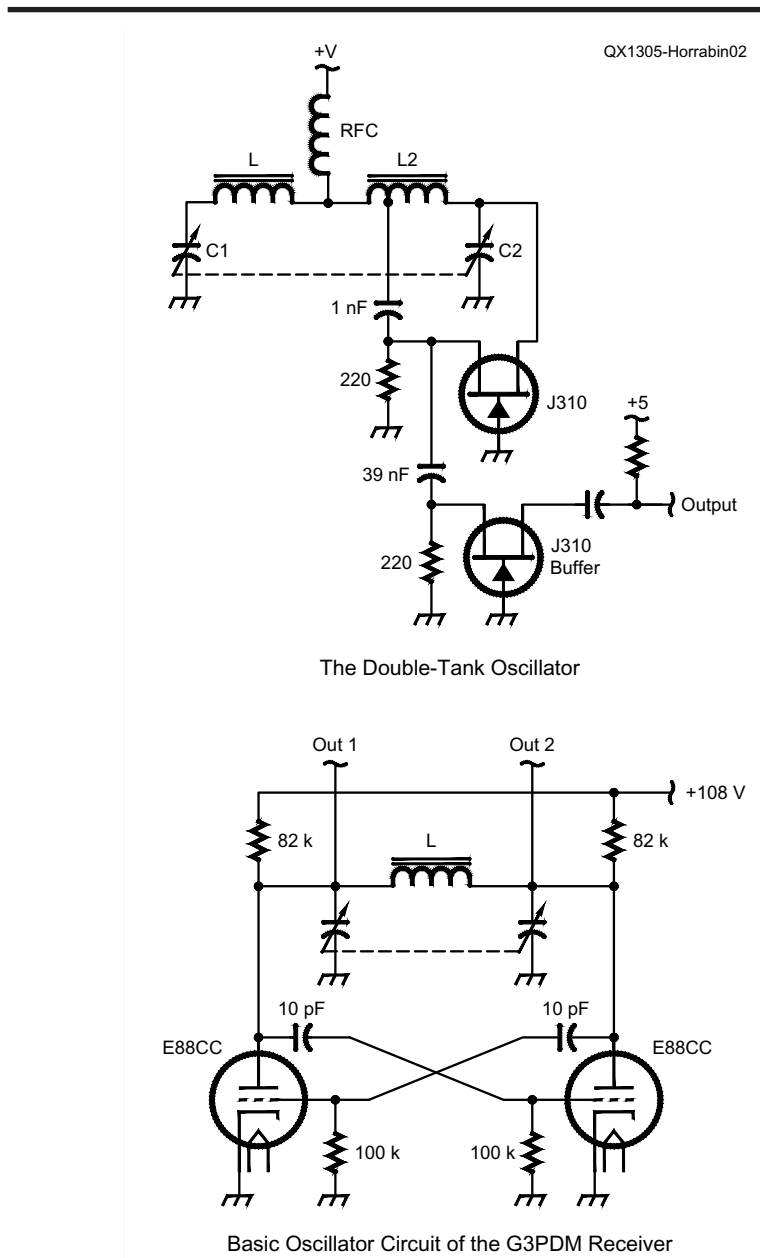 QX1305-Horrabin02
+V
RFC
L
L2
C1
C2
1 nF
220
J310
+5
39 nF
Output
220
J310
Buffer
The Double-Tank Oscillator
Out 1
Out 2
+108 V
82 k
L
82 k
10 pF
10 pF
E88CC
E88CC
100 k
100 k
Basic Oscillator Circuit of the G3PDM Receiver